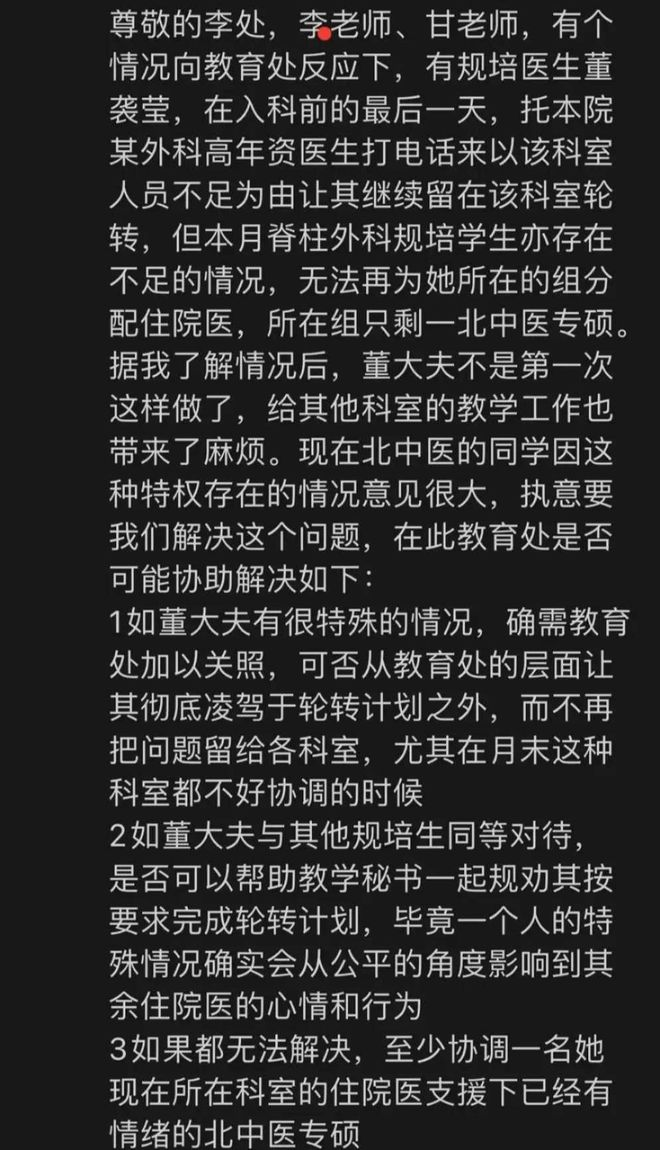 尊敬的李处，李老师、甘老师，有个
情况向教育处反应下，有规培医生董
袭莹，在入科前的最后一天，托本院
某外科高年资医生打电话来以该科室
人员不足为由让其继续留在该科室轮
转，但本月脊柱外科规培学生亦存在
不足的情况，无法再为她所在的组分
配住院医，所在组只剩一北中医专硕。
据我了解情况后，董大夫不是第一次
这样做了，给其他科室的教学工作也
带来了麻烦。现在北中医的同学因这
种特权存在的情况意见很大，执意要
我们解决这个问题，在此教育处是否
可能协助解决如下：
1如董大夫有很特殊的情况，确需教育
处加以关照，可否从教育处的层面让
其彻底凌驾于轮转计划之外，而不再
把问题留给各科室，尤其在月末这种
科室都不好协调的时候
2如董大夫与其他规培生同等对待，
是否可以帮助教学秘书一起规劝其按
要求完成轮转计划，毕竟一个人的特
殊情况确实会从公平的角度影响到其
余住院医的心情和行为
3如果都无法解决，至少协调一名她
现在所在科室的住院医支援下已经有
情绪的北中医专硕